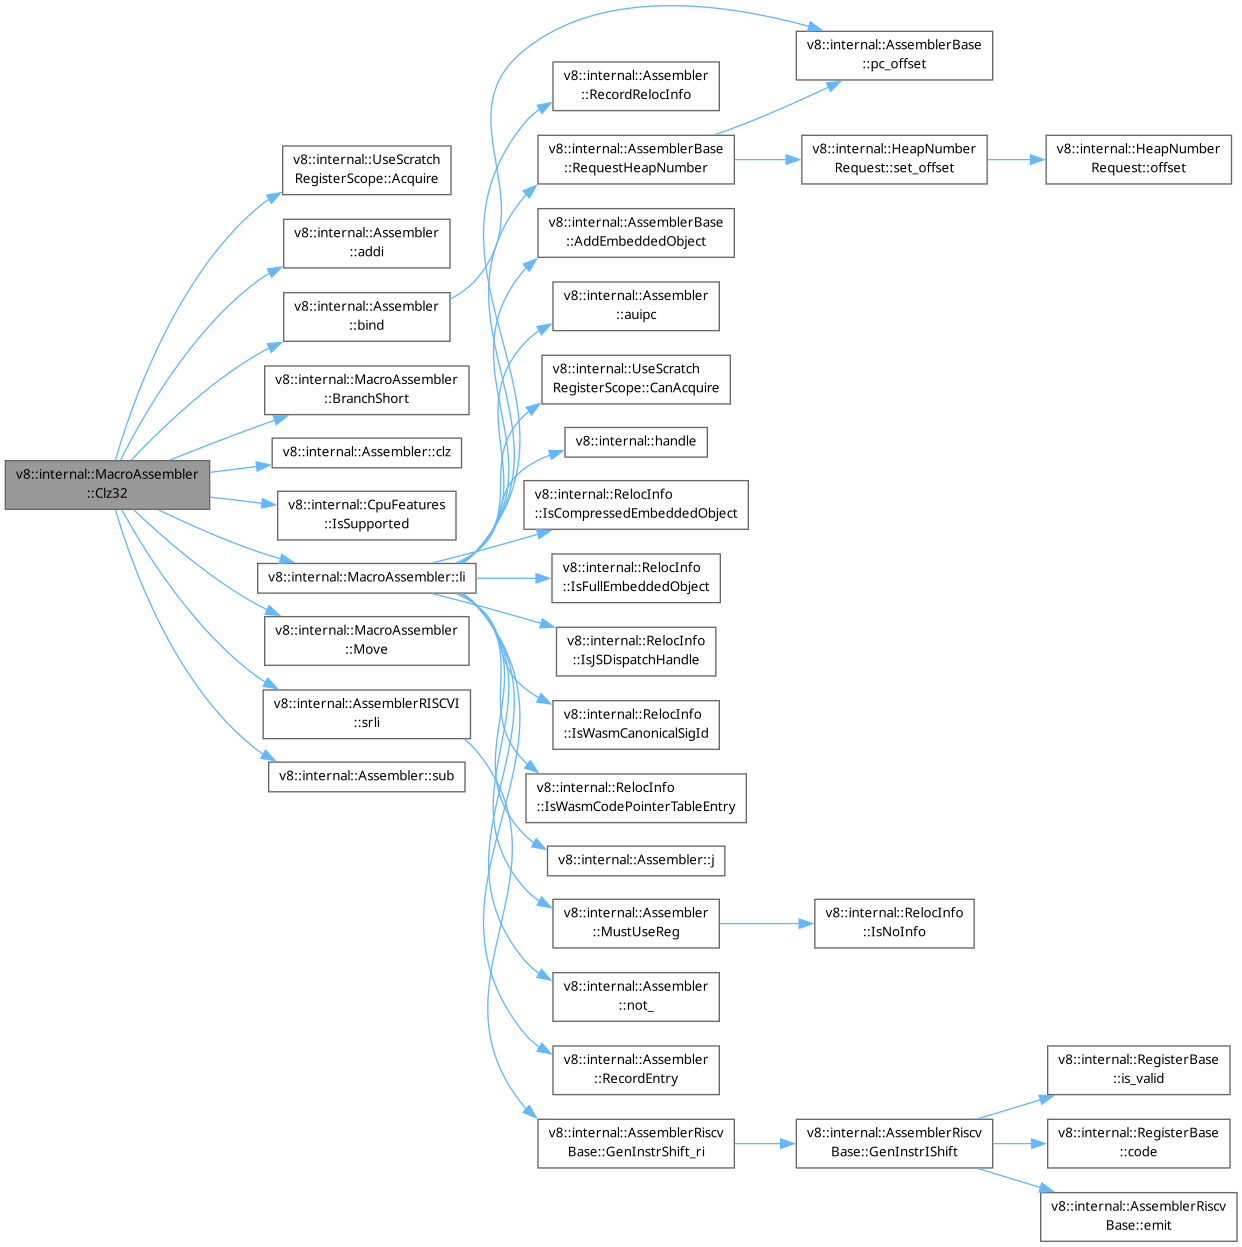 v8::internal::MacroAssembler
::Clz32
v8::internal::UseScratch
RegisterScope::Acquire
v8::internal::Assembler
::addi
v8::internal::Assembler
::bind
v8::internal::MacroAssembler
::BranchShort
v8::internal::Assembler::clz
v8::internal::CpuFeatures
::IsSupported
v8::internal::MacroAssembler::li
v8::internal::MacroAssembler
::Move
v8::internal::AssemblerRISCVI
::srli
v8::internal::Assembler::sub
v8::internal::Assembler
::RecordRelocInfo
v8::internal::AssemblerBase
::RequestHeapNumber
v8::internal::AssemblerBase
::AddEmbeddedObject
v8::internal::Assembler
::auipc
v8::internal::UseScratch
RegisterScope::CanAcquire
v8::internal::handle
v8::internal::RelocInfo
::IsCompressedEmbeddedObject
v8::internal::RelocInfo
::IsFullEmbeddedObject
v8::internal::RelocInfo
::IsJSDispatchHandle
v8::internal::RelocInfo
::IsWasmCanonicalSigId
v8::internal::RelocInfo
::IsWasmCodePointerTableEntry
v8::internal::Assembler::j
v8::internal::Assembler
::MustUseReg
v8::internal::Assembler
::not_
v8::internal::Assembler
::RecordEntry
v8::internal::AssemblerRiscv
Base::GenInstrShift_ri
v8::internal::AssemblerBase
::pc_offset
v8::internal::HeapNumber
Request::set_offset
v8::internal::RelocInfo
::IsNoInfo
v8::internal::AssemblerRiscv
Base::GenInstrIShift
v8::internal::HeapNumber
Request::offset
v8::internal::RegisterBase
::is_valid
v8::internal::RegisterBase
::code
v8::internal::AssemblerRiscv
Base::emit